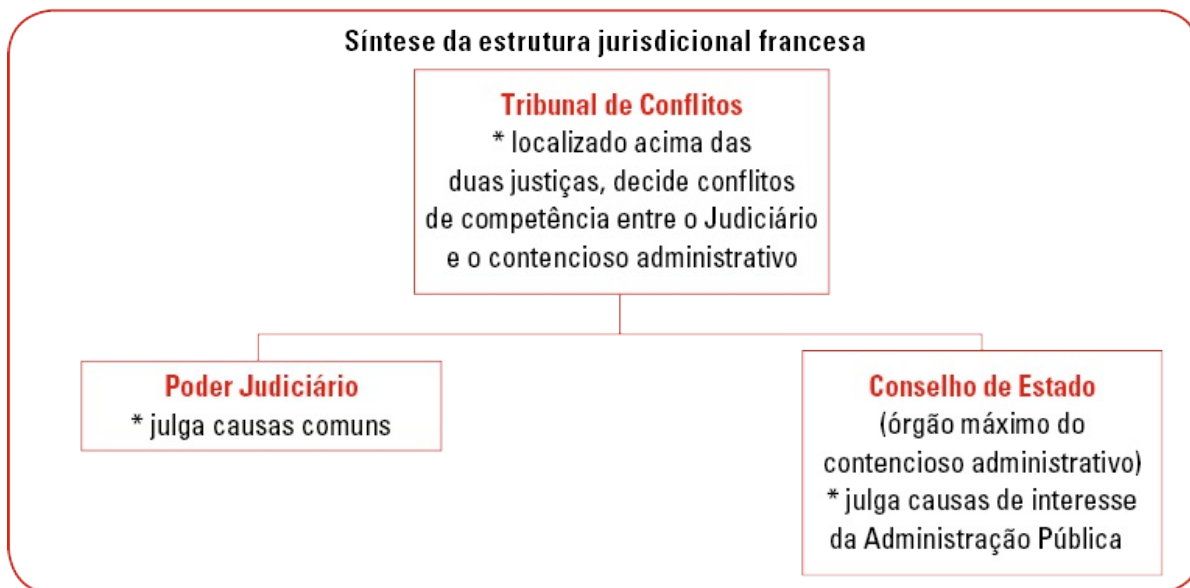 Síntese da estrutura jurisdicional francesa
Tribunal de Conflitos
* localizado acima das
duas justiças, decide conflitos
de competência entre o Judiciário
e o contencioso administrativo
Poder Judiciário
* julga causas comuns
Conselho de Estado
(órgão máximo do
contencioso administrativo)
* julga causas de interesse
da Administração Pública